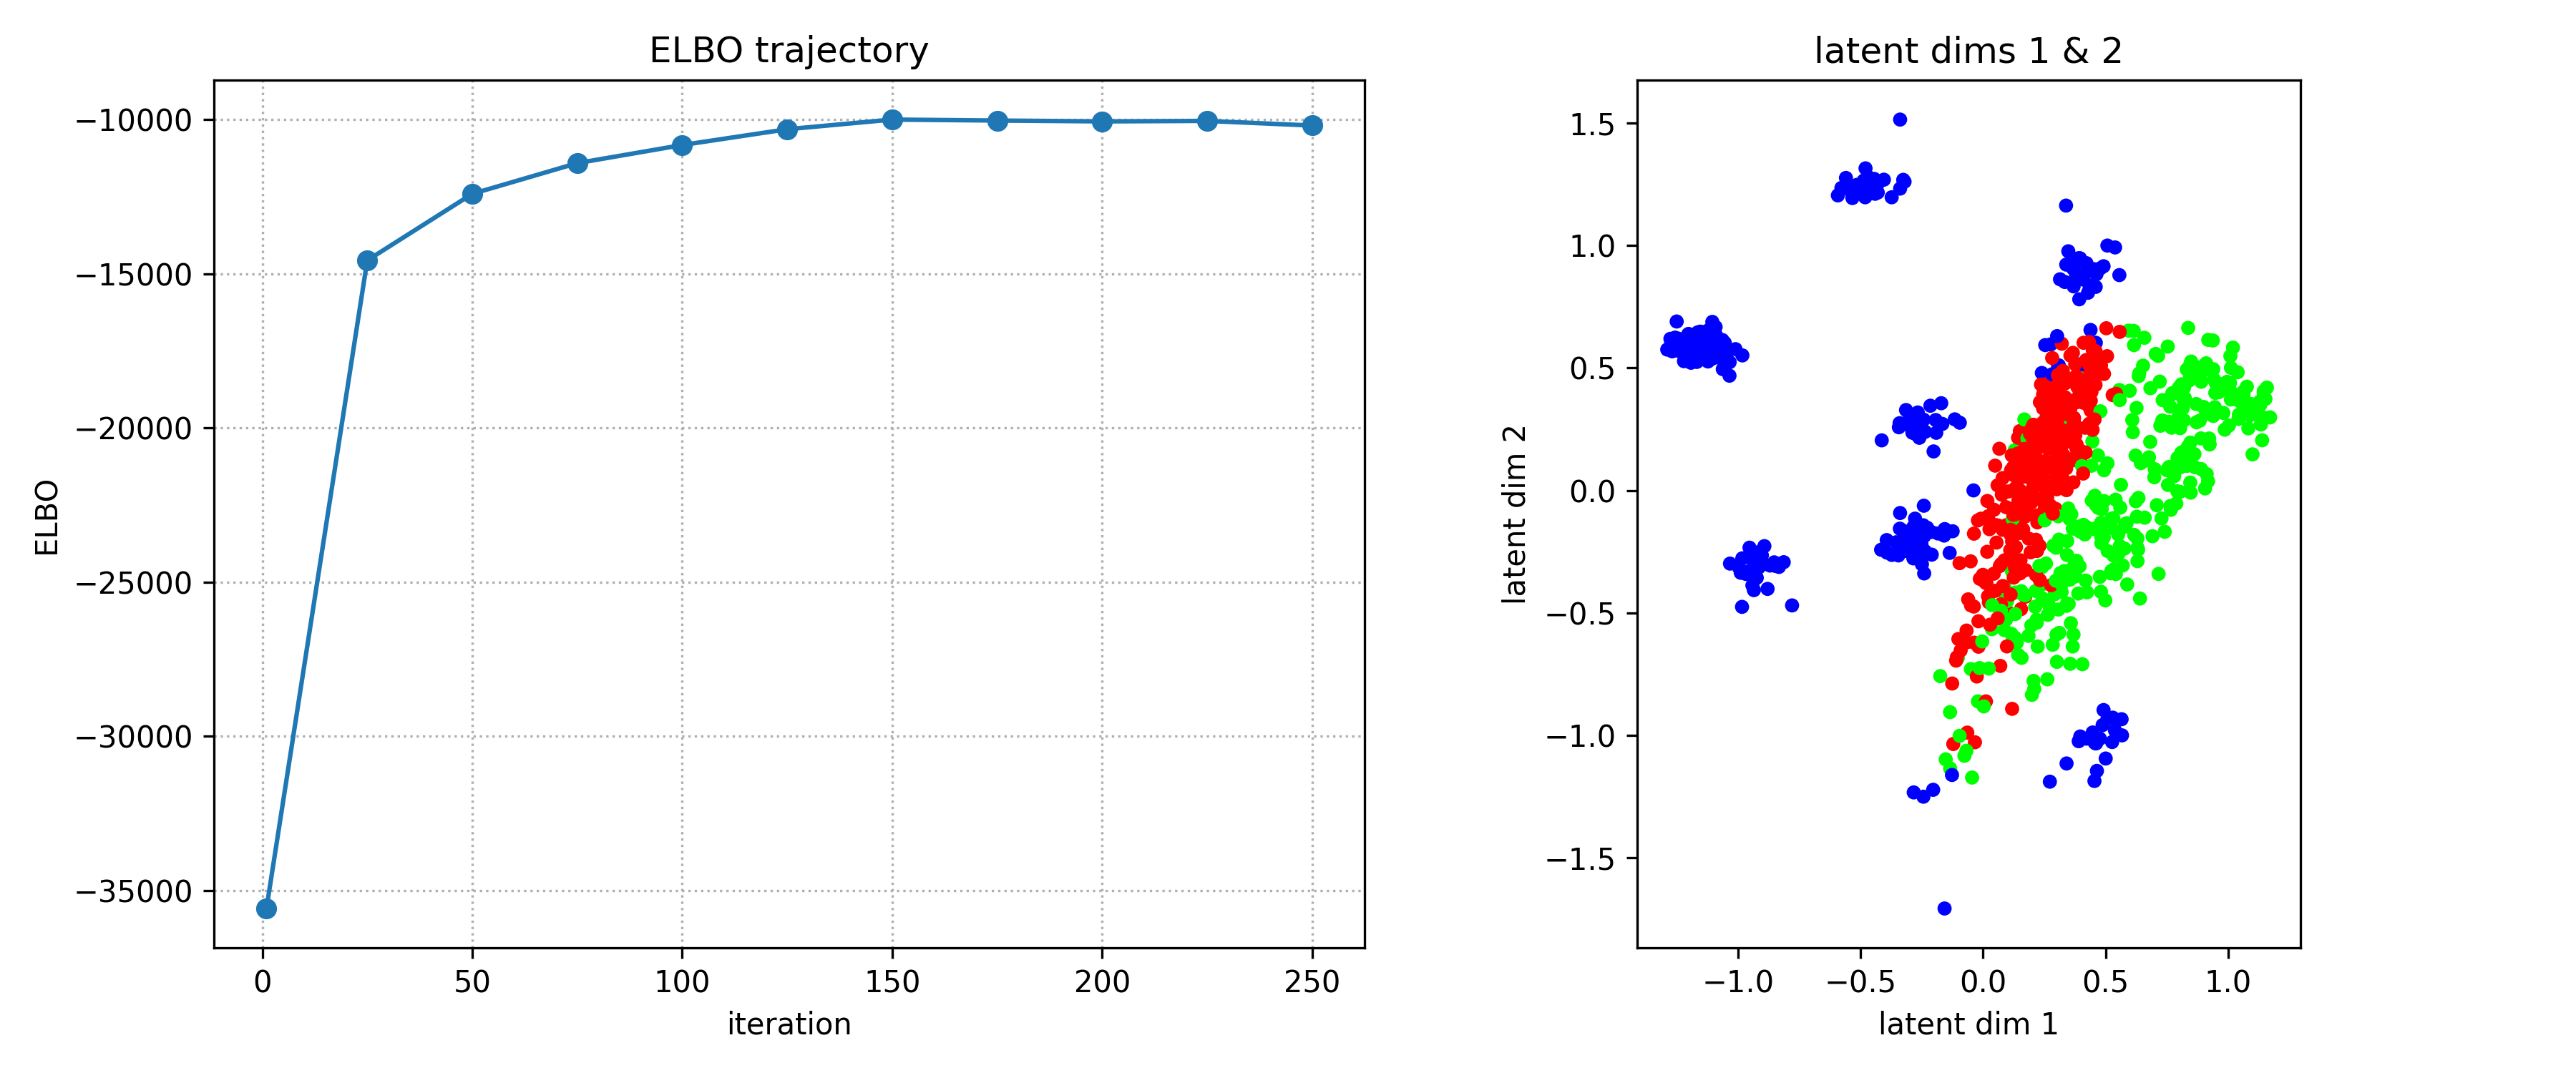 ELBO trajectory
ELBO
−10000
−15000
−20000
−25000
−30000
−35000
0 50 100 150 200 250
iteration
latent dims 1 & 2
latent dim 2
1.5
1.0
0.5
0.0
−0.5
−1.0
−1.5
−1.0 −0.5 0.0 0.5 1.0
latent dim 1